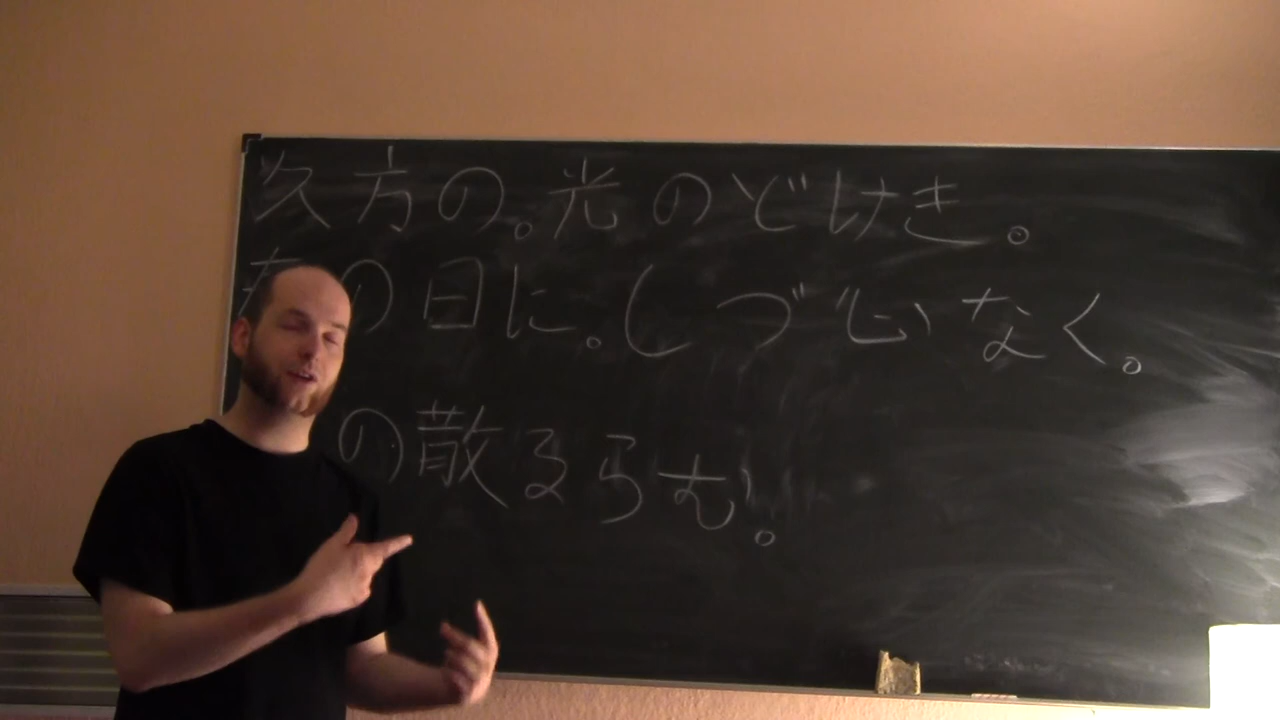 久方の。光のどけき。
の日に。しづ心なく。
の散るらむ。